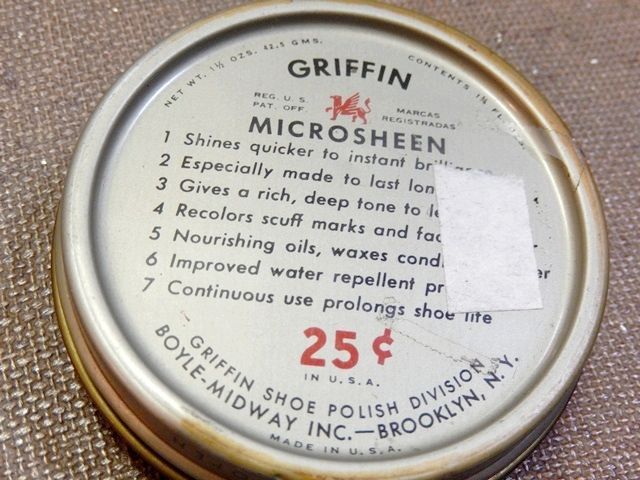 NET WT. 1½ OZS. 42.5 GMS.
CONTENTS 1⅝ FL.
GRIFFIN
REG. U. S.
PAT. OFF.
MARCAS
REGISTRADAS
MICROSHEEN
1 Shines quicker to instant
2 Especially made to last
3 Gives a rich, deep tone to
4 Recolors scuff marks and
5 Nourishing oils, waxes
6 Improved water repellent
7 Continuous use prolongs shoe life
25¢
IN U.S.A.
GRIFFIN SHOE POLISH DIVISION
BOYLE-MIDWAY INC.—BROOKLYN, N. Y.
MADE IN U.S.A.